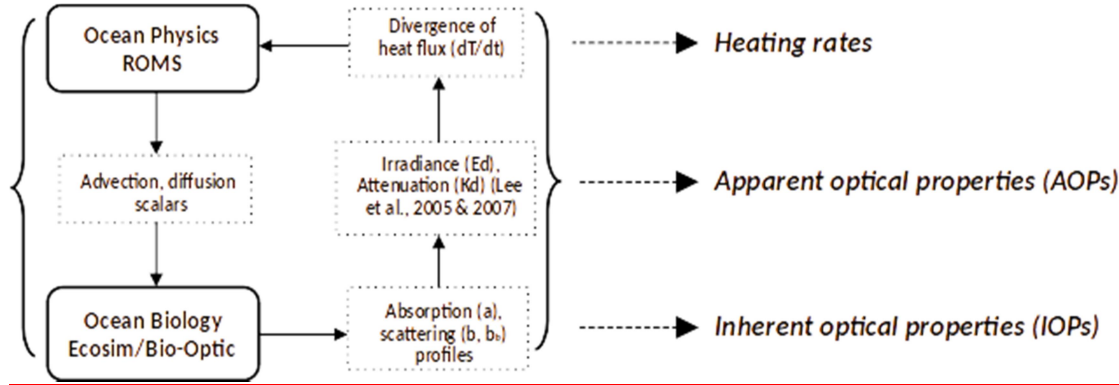 Ocean Physics
ROMS
Divergence of
heat flux (dT/dt)
Heating rates
Advection, diffusion
scalars
Irradiance (Ed),
Attenuation (Kd) (Lee
et al., 2005 & 2007)
Apparent optical properties (AOPs)
Ocean Biology
Ecosim/Bio-Optic
Absorption (a),
scattering (b, bᵦ)
profiles
Inherent optical properties (IOPs)